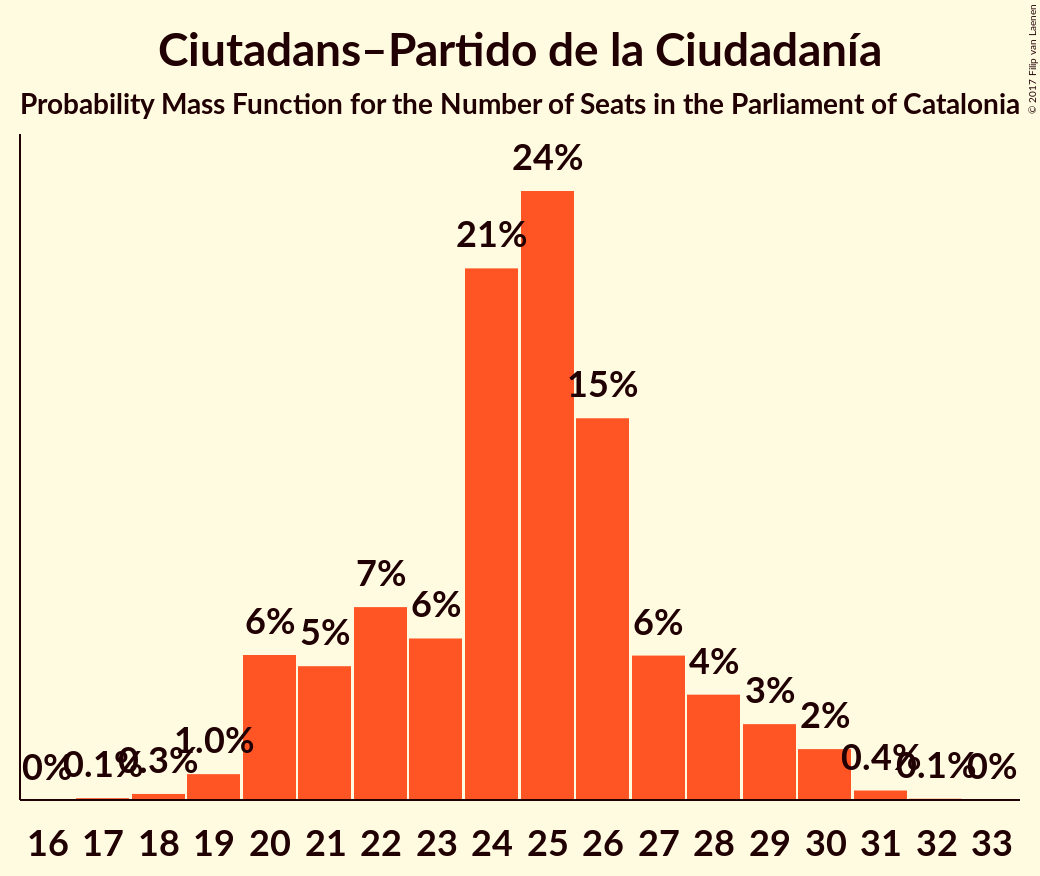 Ciutadans–Partido de la Ciudadanía
Probability Mass Function for the Number of Seats in the Parliament of Catalonia
© 2017 Filip van Laenen
0% 0.1% 0.3% 1.0% 6% 5% 7% 6% 21% 24% 15% 6% 4% 3% 2% 0.4% 0.1% 0%
16 17 18 19 20 21 22 23 24 25 26 27 28 29 30 31 32 33